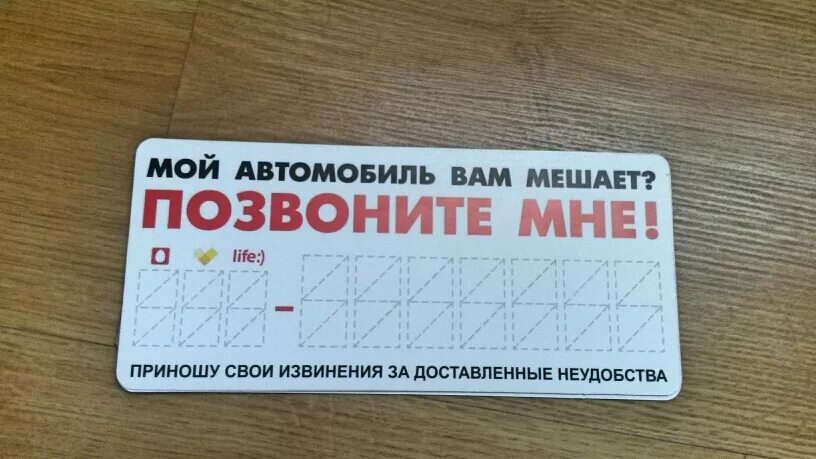 МОЙ АВТОМОБИЛЬ ВАМ МЕШАЕТ?
ПОЗВОНИТЕ МНЕ!
life:)
-
ПРИНОШУ СВОИ ИЗВИНЕНИЯ ЗА ДОСТАВЛЕННЫЕ НЕУДОБСТВА